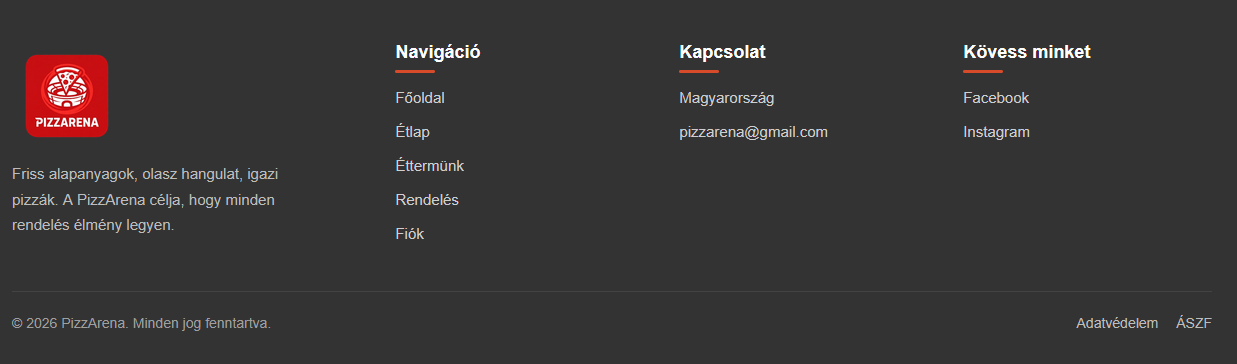 PIZZARENA
Friss alapanyagok, olasz hangulat, igazi
pizzák. A PizzArena célja, hogy minden
rendelés élmény legyen.
Navigáció
Főoldal
Étlap
Éttermünk
Rendelés
Fiók
Kapcsolat
Magyarország
pizzarena@gmail.com
Kövess minket
Facebook
Instagram
© 2026 PizzArena. Minden jog fenntartva.
Adatvédelem ÁSZF